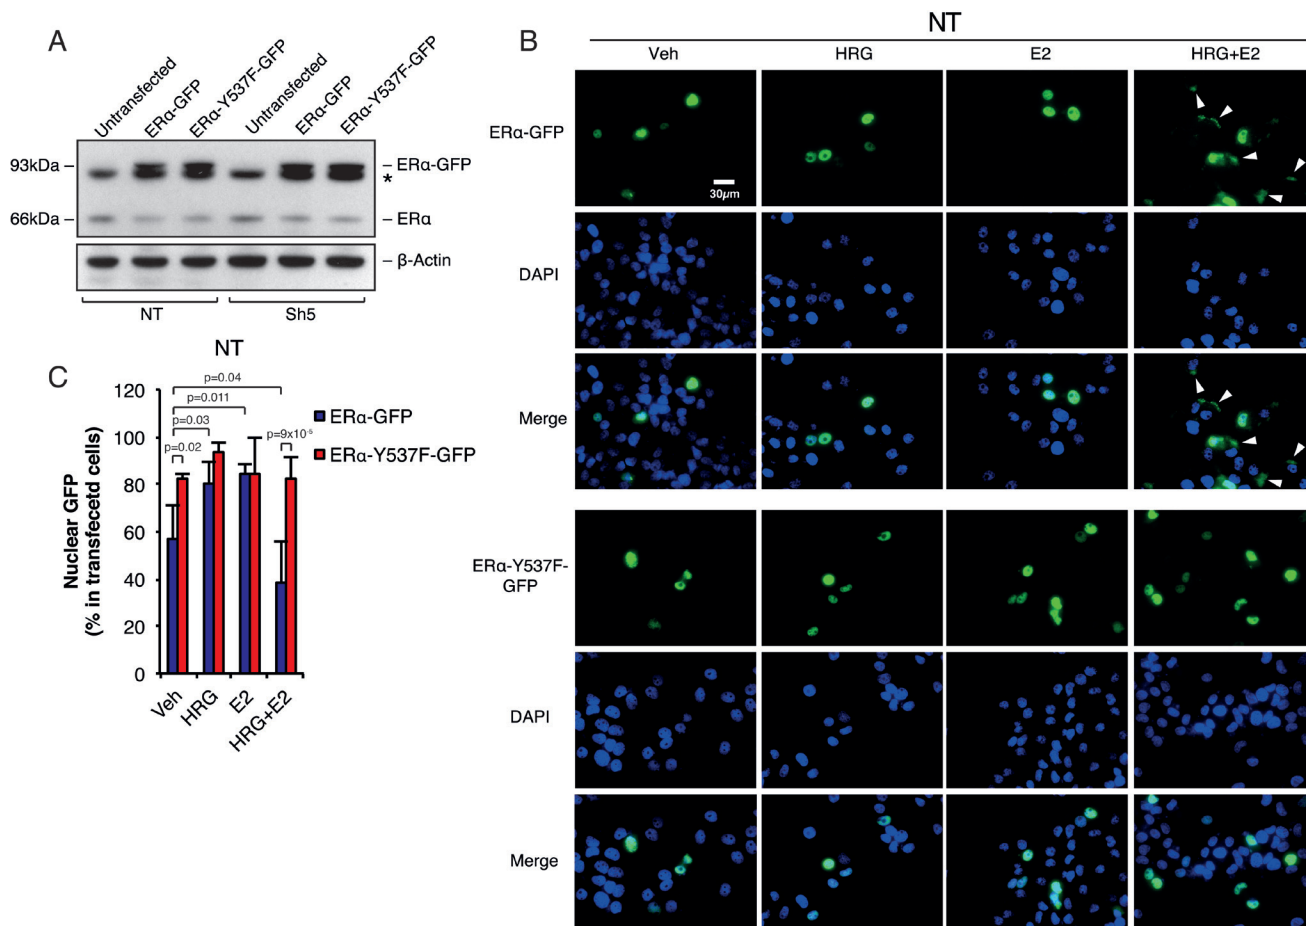 A
Untransfected
ERα-GFP
ERα-Y537F-GFP
Untransfected
ERα-GFP
ERα-Y537F-GFP
93kDa
ERα-GFP
*
66kDa
ERα
β-Actin
NT
Sh5
B
NT
Veh
HRG
E2
HRG+E2
ERα-GFP
30µm
DAPI
Merge
ERα-Y537F-
GFP
DAPI
Merge
C
NT
Nuclear GFP
(% in transfecetd cells)
120
100
80
60
40
20
0
p=0.04
p=0.011
p=0.03
p=0.02
p=9x10⁻⁵
ERα-GFP
ERα-Y537F-GFP
Veh
HRG
E2
HRG+E2